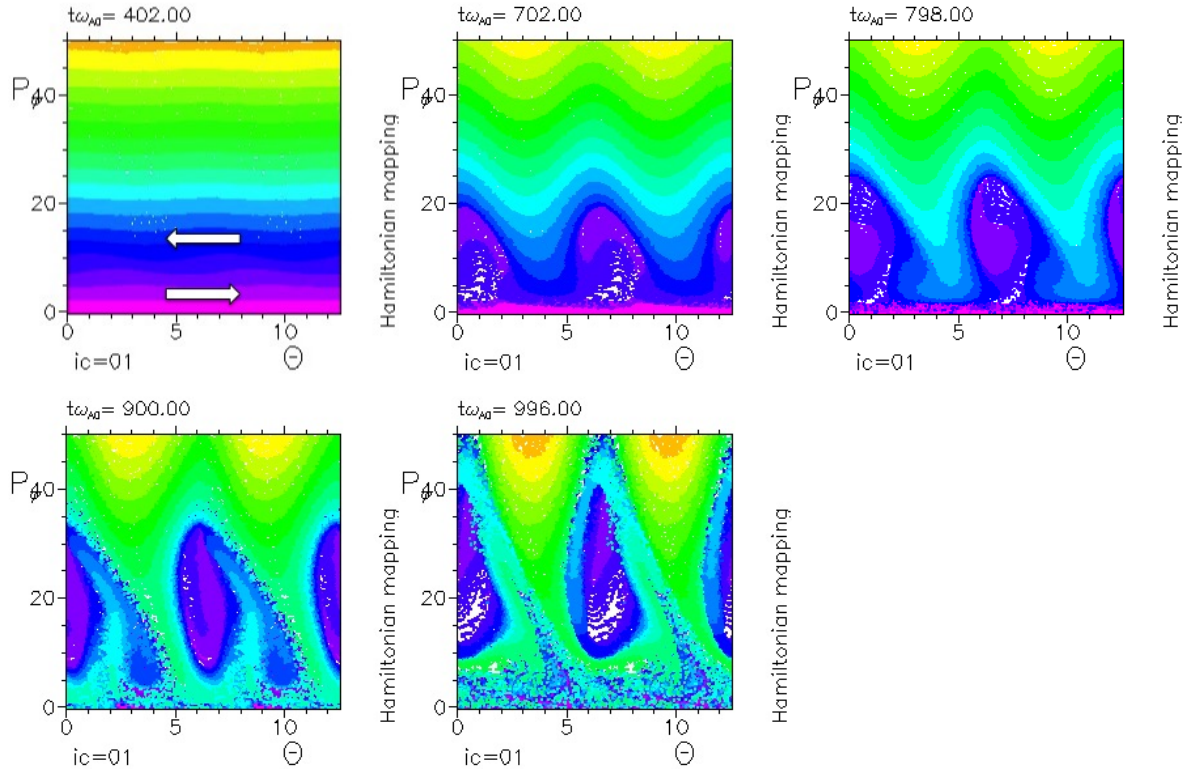 tω_A0= 402.00
P_ϕ
40
20
0
0 5 10
ic=01 Θ
Hamiltonian mapping
tω_A0= 702.00
P_ϕ
40
20
0
0 5 10
ic=01 Θ
Hamiltonian mapping
tω_A0= 798.00
P_ϕ
40
20
0
0 5 10
ic=01 Θ
Hamiltonian mapping
tω_A0= 900.00
P_ϕ
40
20
0
0 5 10
ic=01 Θ
Hamiltonian mapping
tω_A0= 996.00
P_ϕ
40
20
0
0 5 10
ic=01 Θ
Hamiltonian mapping